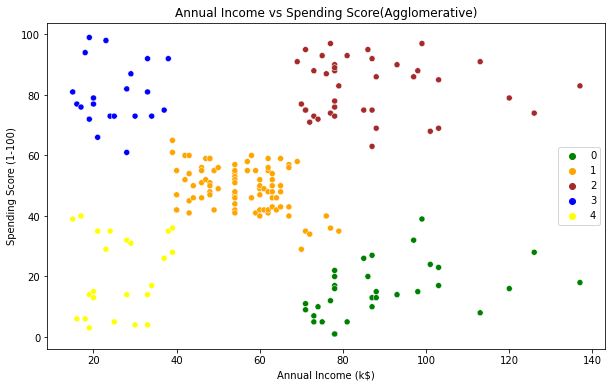 Annual Income vs Spending Score(Agglomerative)
Spending Score (1-100)
100
80
60
40
20
0
0
1
2
3
4
20 40 60 80 100 120 140
Annual Income (k$)